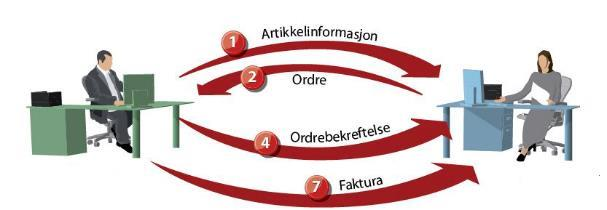 1 Artikkelinformasjon
2 Ordre
4 Ordrebekreftelse
7 Faktura